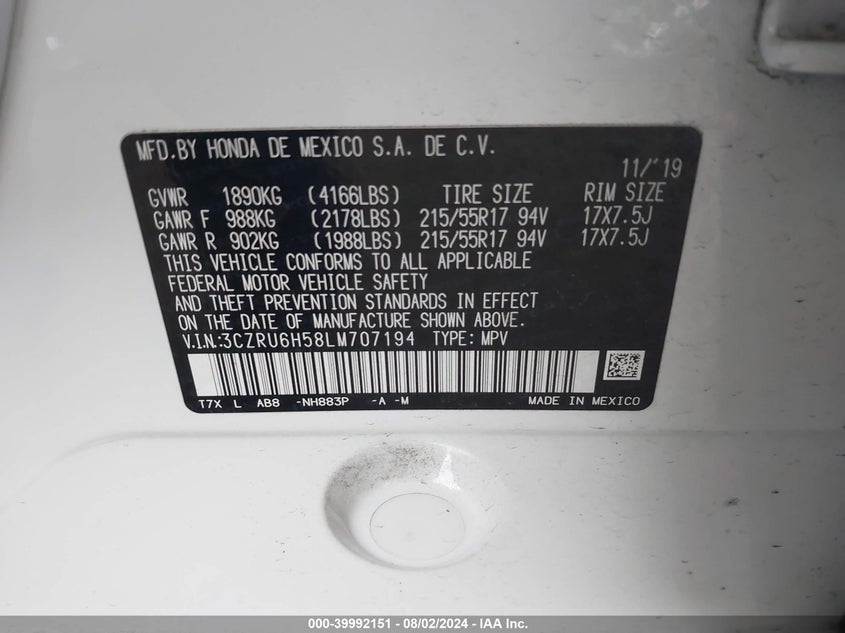 MFD.BY HONDA DE MEXICO S.A. DE C.V.
11/'19
GVWR 1890KG (4166LBS) TIRE SIZE RIM SIZE
GAWR F 988KG (2178LBS) 215/55R17 94V 17X7.5J
GAWR R 902KG (1988LBS) 215/55R17 94V 17X7.5J
THIS VEHICLE CONFORMS TO ALL APPLICABLE
FEDERAL MOTOR VEHICLE SAFETY
AND THEFT PREVENTION STANDARDS IN EFFECT
ON THE DATE OF MANUFACTURE SHOWN ABOVE.
V.I.N.:3CZRU6H58LM707194 TYPE: MPV
T7X L AB8 -NH883P -A -M MADE IN MEXICO
000-39992151 - 08/02/2024 - IAA Inc.